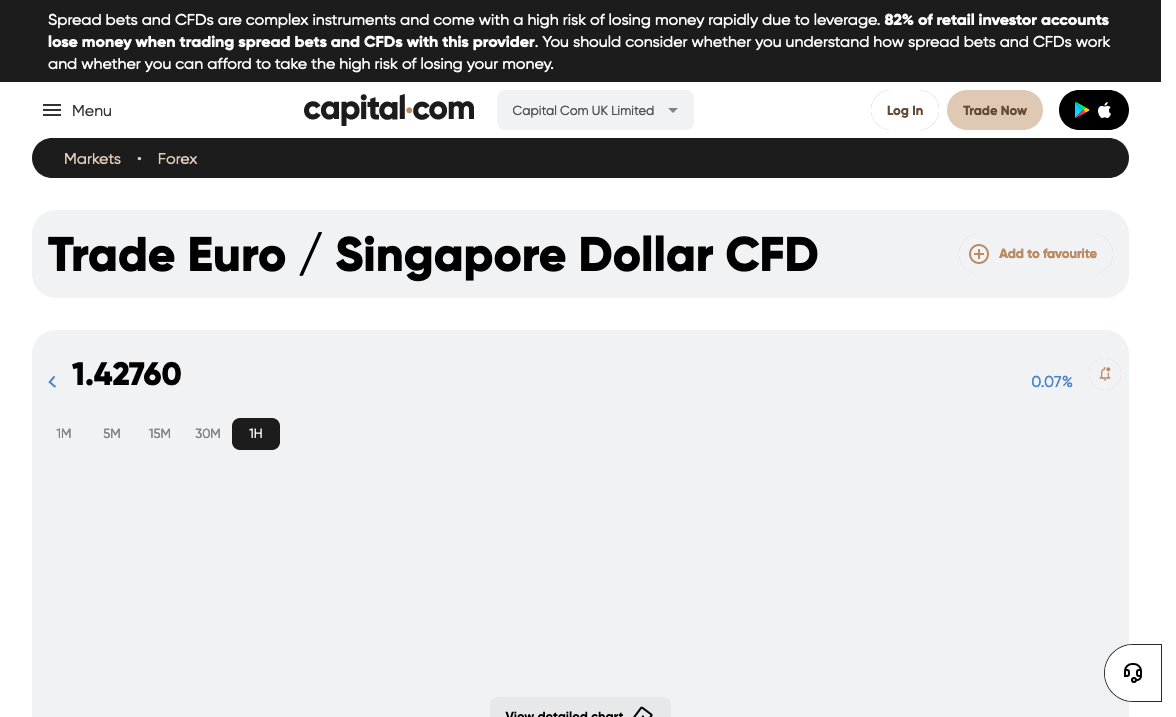 Spread bets and CFDs are complex instruments and come with a high risk of losing money rapidly due to leverage. 82% of retail investor accounts
lose money when trading spread bets and CFDs with this provider. You should consider whether you understand how spread bets and CFDs work
and whether you can afford to take the high risk of losing your money.
Menu
capital.com
Capital Com UK Limited
Log In
Trade Now
Markets • Forex
Trade Euro / Singapore Dollar CFD
Add to favourite
1.42760
0.07%
1M 5M 15M 30M 1H
View detailed chart